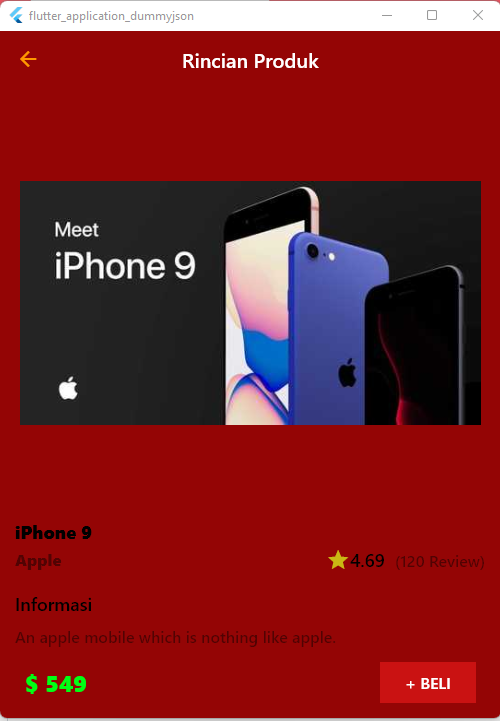 flutter_application_dummyjson
Rincian Produk
Meet
iPhone 9
iPhone 9
Apple
4.69 (120 Review)
Informasi
An apple mobile which is nothing like apple.
$ 549
+ BELI